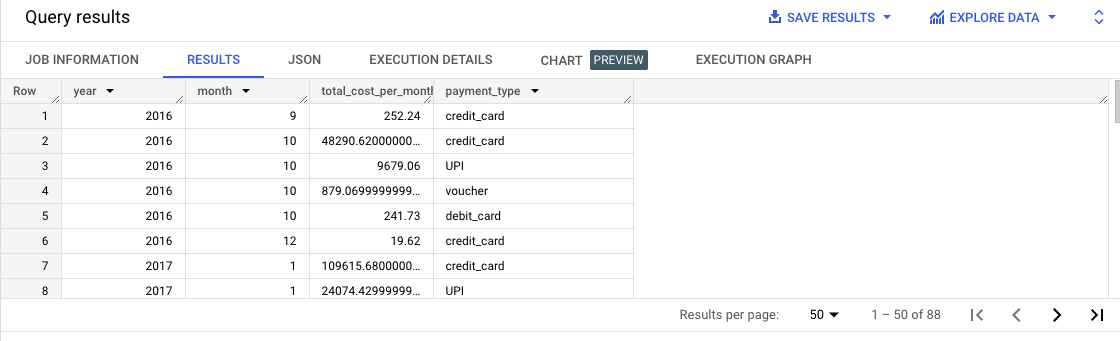 Query results SAVE RESULTS EXPLORE DATA
JOB INFORMATION RESULTS JSON EXECUTION DETAILS CHART PREVIEW EXECUTION GRAPH
Row year month total_cost_per_month payment_type
1 2016 9 252.24 credit_card
2 2016 10 48290.62000000... credit_card
3 2016 10 9679.06 UPI
4 2016 10 879.0699999999... voucher
5 2016 10 241.73 debit_card
6 2016 12 19.62 credit_card
7 2017 1 109615.6800000... credit_card
8 2017 1 24074.42999999... UPI
Results per page: 50 1 – 50 of 88